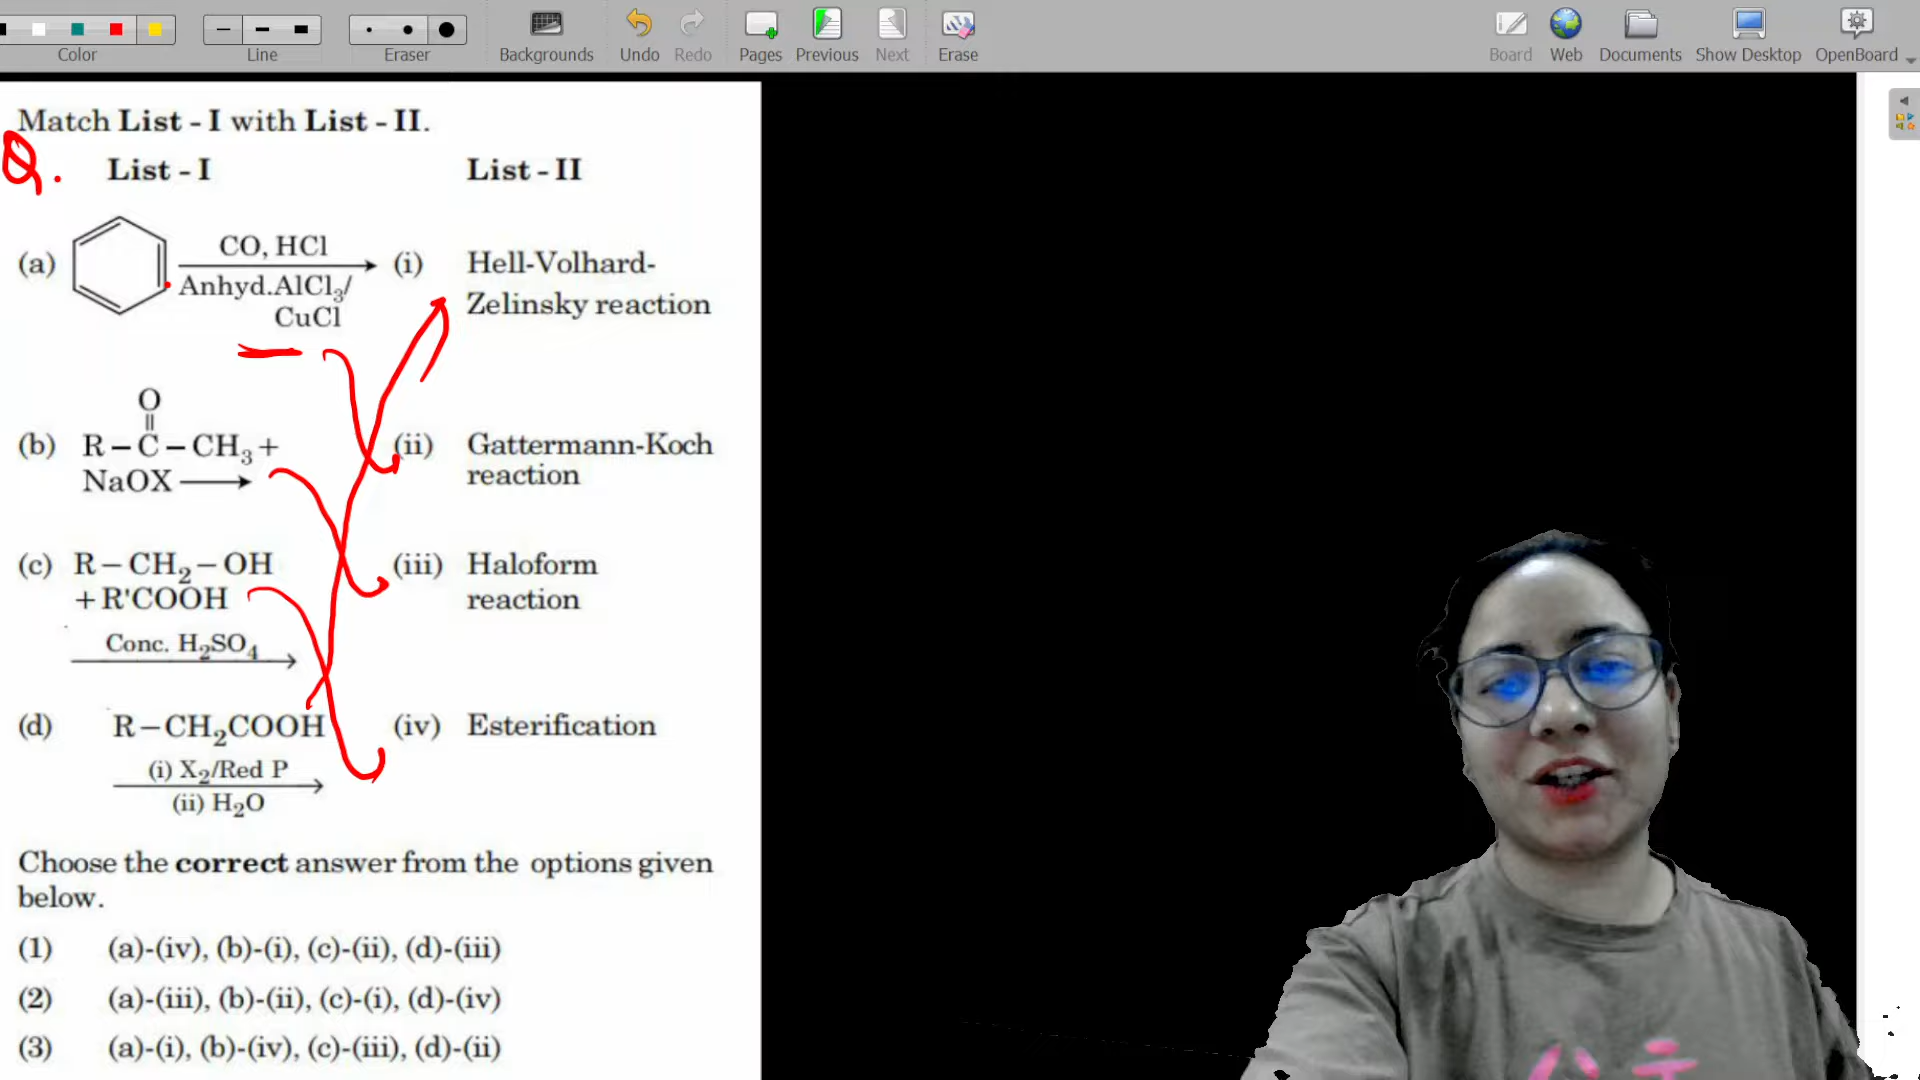 Color
Line
Eraser
Backgrounds
Undo
Redo
Pages
Previous
Next
Erase
Board
Web
Documents
Show Desktop
OpenBoard
Match List - I with List - II.
Q.
List - I
List - II
(a)
CO, HCl
Anhyd.AlCl₃/
CuCl
(i) Hell-Volhard-
Zelinsky reaction
O
(b) R – C – CH₃ +
NaOX
(ii) Gattermann-Koch
reaction
(c) R – CH₂ – OH
+ R'COOH
Conc. H₂SO₄
(iii) Haloform
reaction
(d) R – CH₂COOH
(i) X₂/Red P
(ii) H₂O
(iv) Esterification
Choose the correct answer from the options given
below.
(1) (a)-(iv), (b)-(i), (c)-(ii), (d)-(iii)
(2) (a)-(iii), (b)-(ii), (c)-(i), (d)-(iv)
(3) (a)-(i), (b)-(iv), (c)-(iii), (d)-(ii)